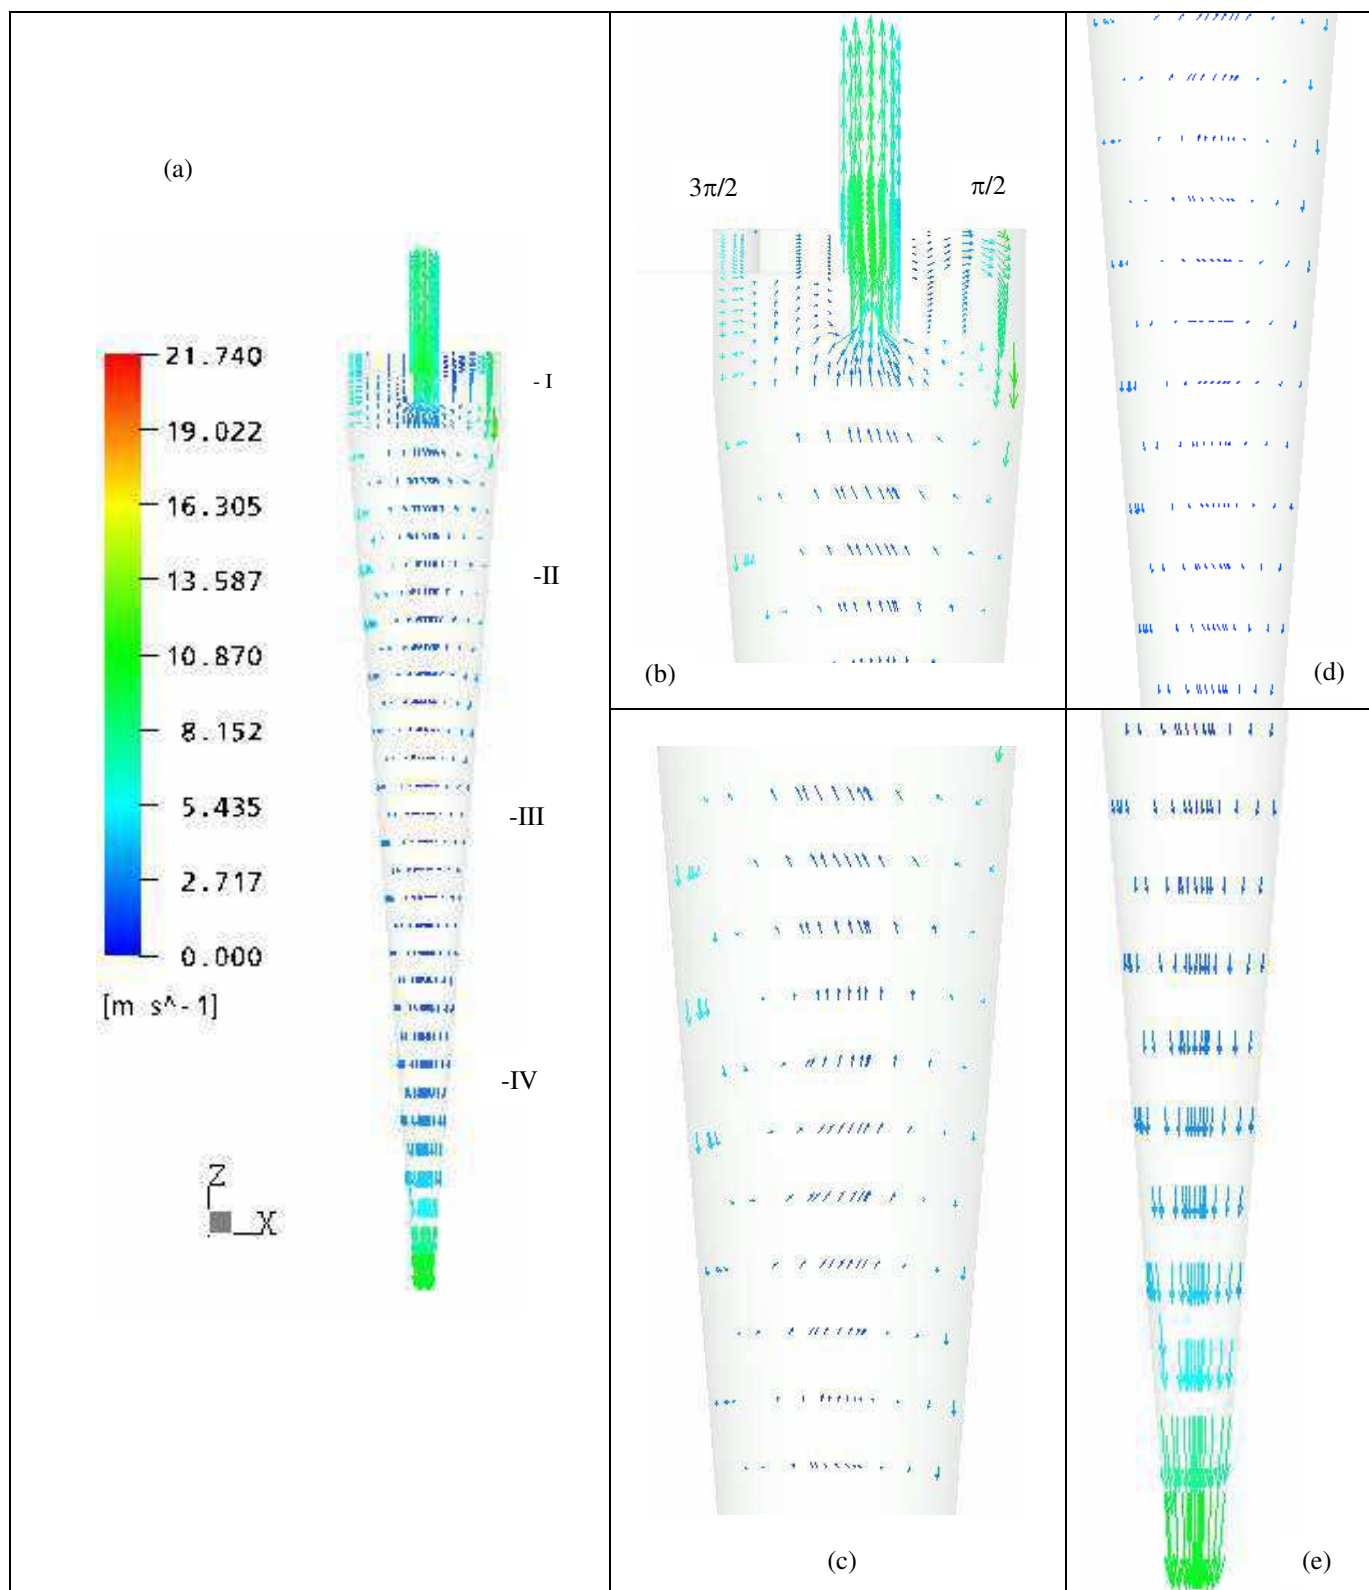 (a)
21.740
19.022
16.305
13.587
10.870
8.152
5.435
2.717
0.000
[m s^-1]
- I
-II
-III
-IV
Z
X
3π/2
π/2
(b)
(c)
(d)
(e)